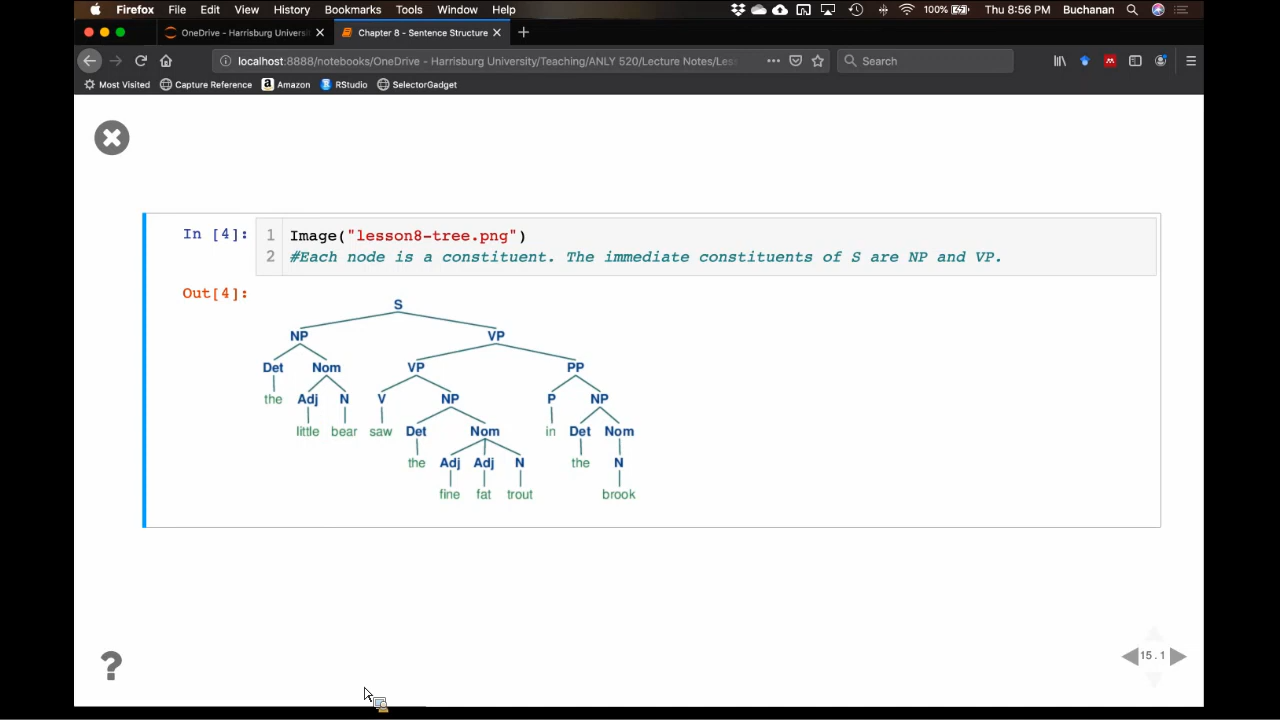 Firefox File Edit View History Bookmarks Tools Window Help 100% Thu 8:56 PM Buchanan
OneDrive - Harrisburg Universi Chapter 8 - Sentence Structure
localhost:8888/notebooks/OneDrive - Harrisburg University/Teaching/ANLY 520/Lecture Notes/Les Search
Most Visited Capture Reference Amazon RStudio SelectorGadget
In [4]: 1 Image("lesson8-tree.png")
2 #Each node is a constituent. The immediate constituents of S are NP and VP.
Out[4]:
S
NP VP
Det Nom VP PP
the Adj N V NP P NP
little bear saw Det Nom in Det Nom
the Adj Adj N the N
fine fat trout brook
15.1
?